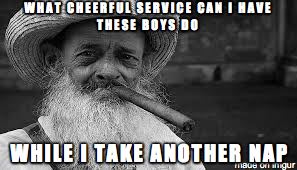 WHAT CHEERFUL SERVICE CAN I HAVE
THESE BOYS DO
WHILE I TAKE ANOTHER NAP
made on imgur